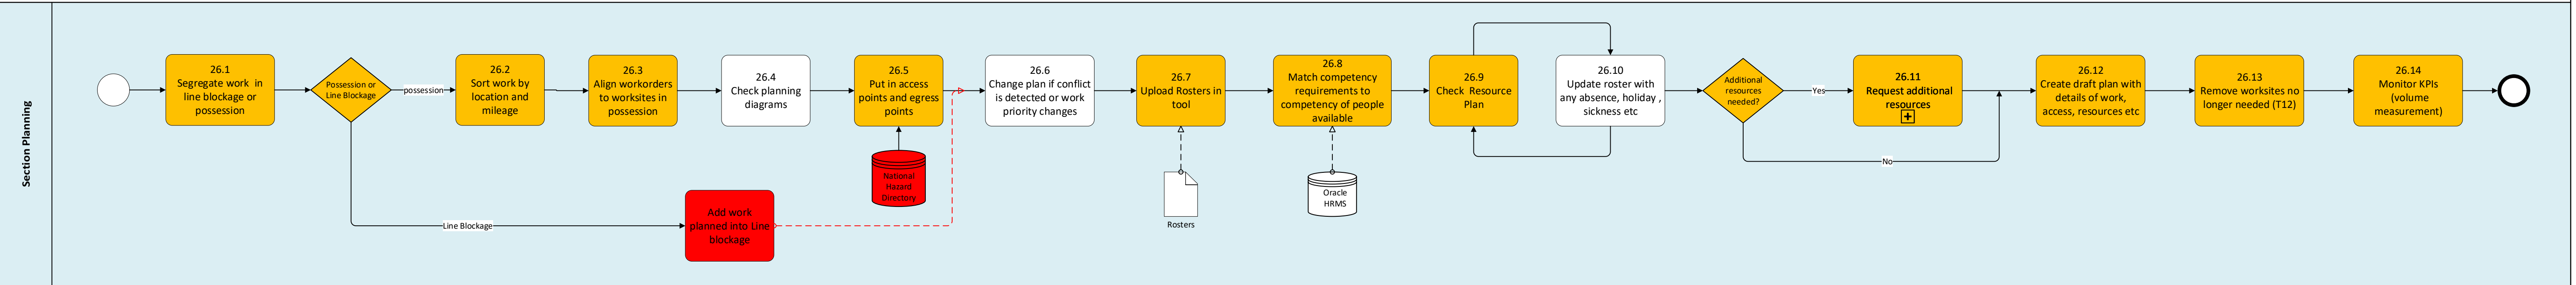 Section Planning
26.1
Segregate work in
line blockage or
possession
Possession or
Line Blockage
possession
26.2
Sort work by
location and
mileage
26.3
Align workorders
to worksites in
possession
26.4
Check planning
diagrams
26.5
Put in access
points and egress
points
26.6
Change plan if conflict
is detected or work
priority changes
26.7
Upload Rosters in
tool
26.8
Match competency
requirements to
competency of people
available
26.9
Check Resource
Plan
26.10
Update roster with
any absence, holiday ,
sickness etc
Additional
resources
needed?
Yes
26.11
Request additional
resources
26.12
Create draft plan with
details of work,
access, resources etc
26.13
Remove worksites no
longer needed (T12)
26.14
Monitor KPIs
(volume
measurement)
No
National
Hazard
Directory
Rosters
Oracle
HRMS
Line Blockage
Add work
planned into Line
blockage